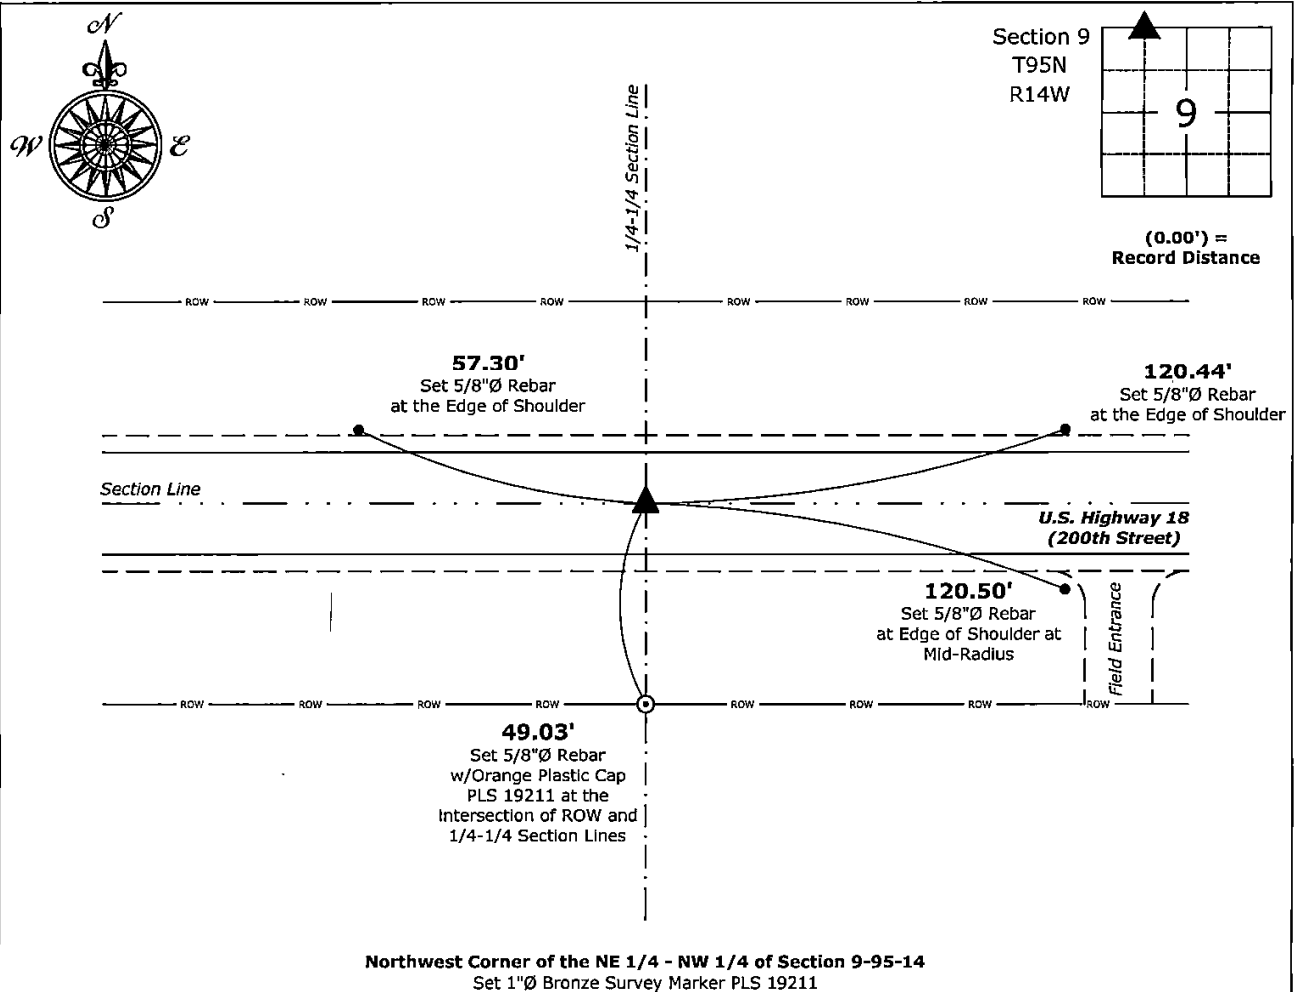 N
W
E
S
Section 9
T95N
R14W
9
(0.00') =
Record Distance
1/4-1/4 Section Line
ROW ROW ROW ROW ROW ROW ROW ROW
57.30'
Set 5/8"Ø Rebar
at the Edge of Shoulder
120.44'
Set 5/8"Ø Rebar
at the Edge of Shoulder
Section Line
U.S. Highway 18
(200th Street)
120.50'
Set 5/8"Ø Rebar
at Edge of Shoulder at
Mid-Radius
Field Entrance
ROW ROW ROW ROW ROW ROW ROW ROW
49.03'
Set 5/8"Ø Rebar
w/Orange Plastic Cap
PLS 19211 at the
Intersection of ROW and
1/4-1/4 Section Lines
Northwest Corner of the NE 1/4 - NW 1/4 of Section 9-95-14
Set 1"Ø Bronze Survey Marker PLS 19211